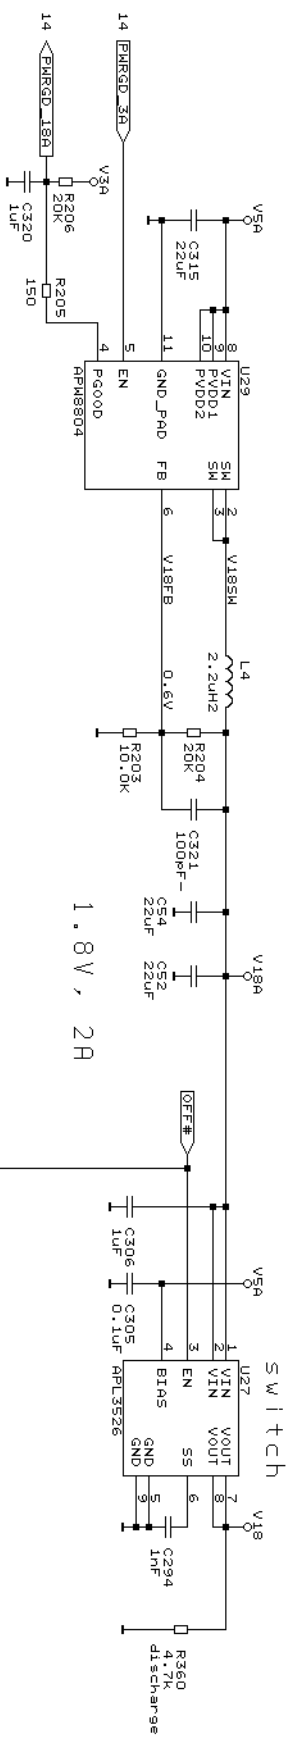 14
PWRGD_18A
14
PWRGD_3A
V3A
R206
20K
C320
1uF
R205
150
V5A
C315
22uF
U29
8
9
10
11
5
4
VIN
PVDD1
PVDD2
GND_PAD
EN
PGOOD
APW8804
SW
SW
FB
2
3
6
V18SW
V18FB
L4
2.2uH2
0.6V
R204
20K
R203
10.0K
C321
100pF-
C54
22uF
C52
22uF
V18A
1.8V, 2A
OFF#
C306
1uF
C305
0.1uF
V5A
switch
U27
1
2
3
4
VIN
VIN
EN
BIAS
APL3526
VOUT
VOUT
SS
GND
GND
7
8
6
5
9
V18
C294
1nF
R360
4.7k
discharge